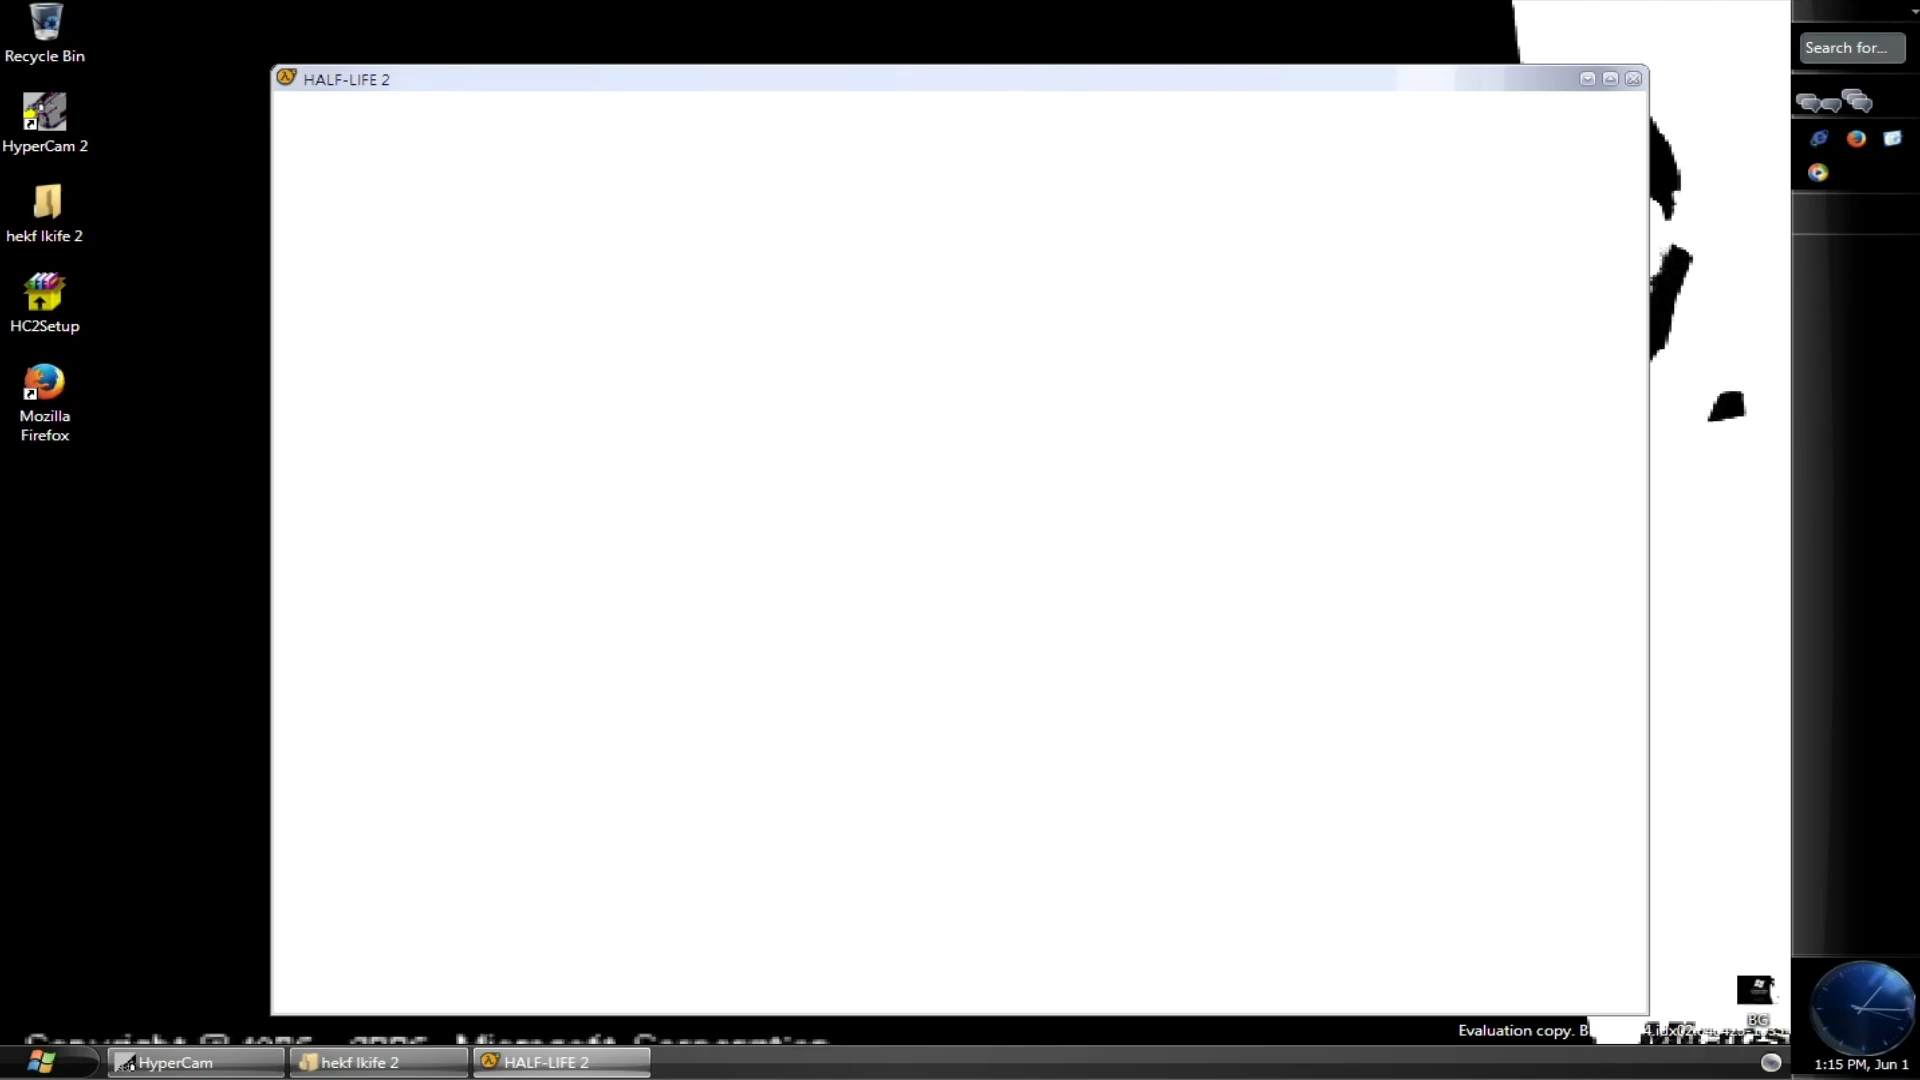 Recycle Bin
HyperCam 2
hekf lkife 2
HC2Setup
Mozilla
Firefox
HALF-LIFE 2
Search for...
BG
Evaluation copy.
HyperCam
hekf lkife 2
HALF-LIFE 2
1:15 PM, Jun 1